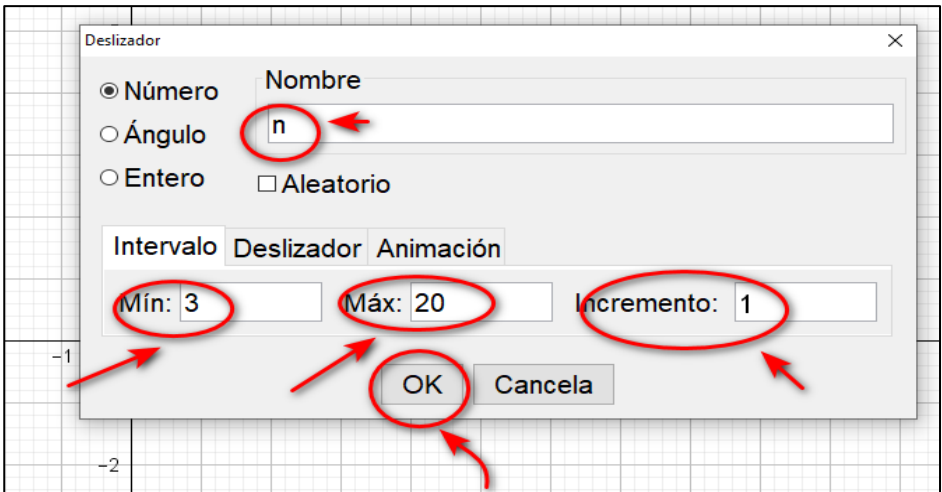 Deslizador
Número
Nombre
n
Ángulo
Entero
Aleatorio
Intervalo Deslizador Animación
Mín: 3 Máx: 20 Incremento: 1
-1
OK Cancela
-2